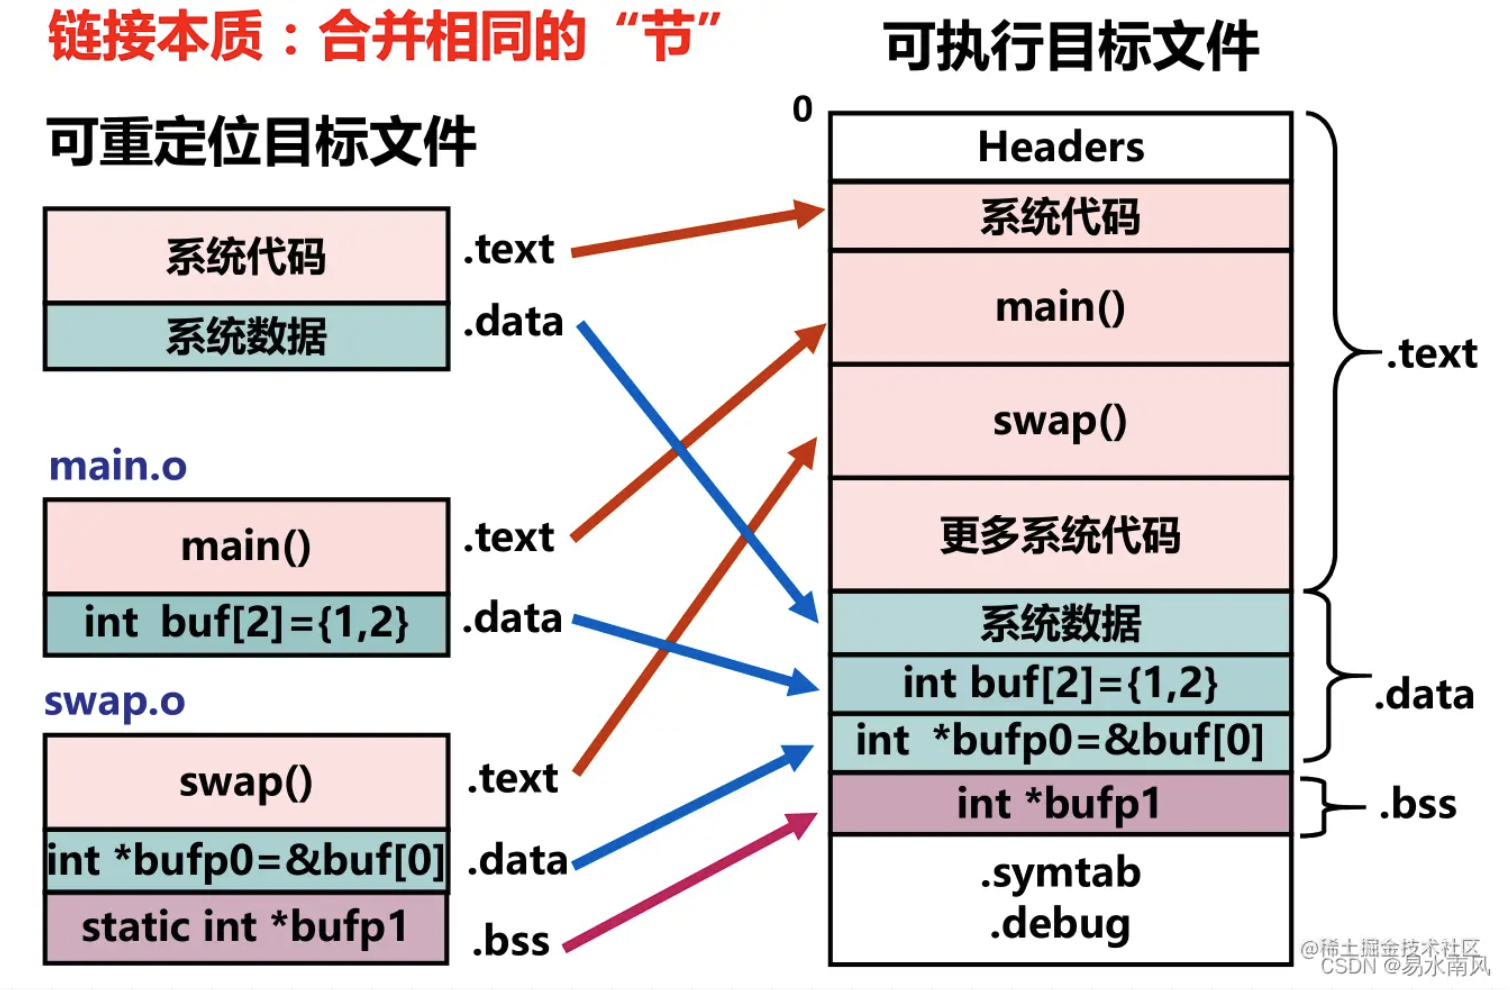 链接本质：合并相同的“节”
可重定位目标文件
系统代码
.text
系统数据
.data
main.o
main()
.text
int buf[2]={1,2}
.data
swap.o
swap()
.text
int *bufp0=&buf[0]
.data
static int *bufp1
.bss
可执行目标文件
0
Headers
系统代码
main()
swap()
更多系统代码
.text
系统数据
int buf[2]={1,2}
int *bufp0=&buf[0]
.data
int *bufp1
.bss
.symtab
.debug
@稀土掘金技术社区
CSDN @易水南风